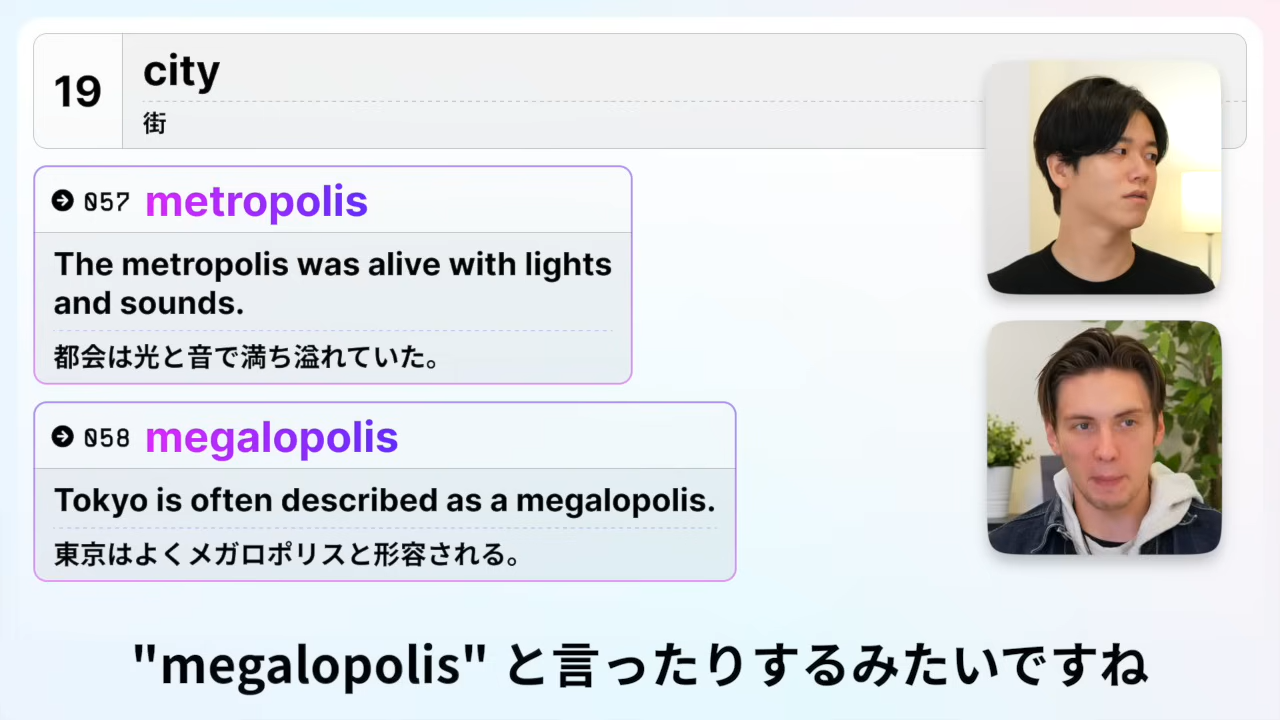 19
city
街
057 metropolis
The metropolis was alive with lights
and sounds.
都会は光と音で満ち溢れていた。
058 megalopolis
Tokyo is often described as a megalopolis.
東京はよくメガロポリスと形容される。
"megalopolis" と言ったりするみたいですね